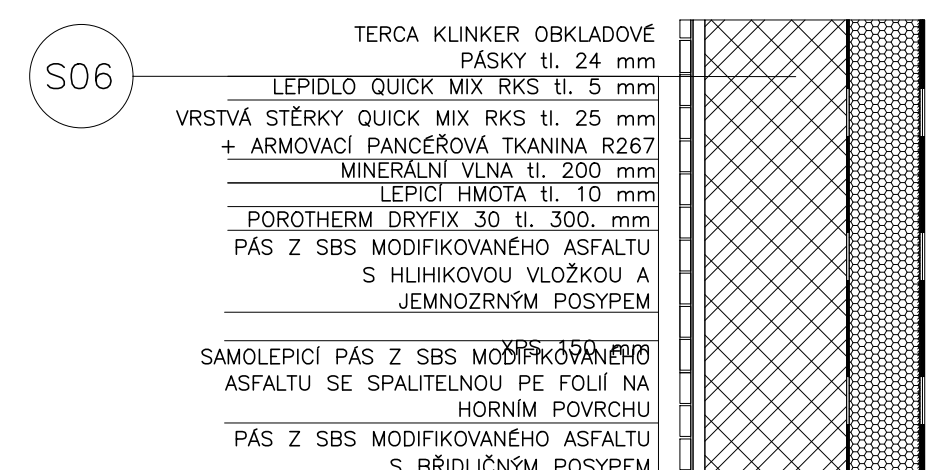 TERCA KLINKER OBKLADOVÉ
PÁSKY tl. 24 mm
S06
LEPIDLO QUICK MIX RKS tl. 5 mm
VRSTVÁ STĚRKY QUICK MIX RKS tl. 25 mm
+ ARMOVACÍ PANCÉŘOVÁ TKANINA R267
MINERÁLNÍ VLNA tl. 200 mm
LEPICÍ HMOTA tl. 10 mm
POROTHERM DRYFIX 30 tl. 300. mm
PÁS Z SBS MODIFIKOVANÉHO ASFALTU
S HLIHIKOVOU VLOŽKOU A
JEMNOZRNÝM POSYPEM
XPS 150 mm
SAMOLEPICÍ PÁS Z SBS MODIFIKOVANÉHO
ASFALTU SE SPALITELNOU PE FOLIÍ NA
HORNÍM POVRCHU
PÁS Z SBS MODIFIKOVANÉHO ASFALTU
S BŘIDLIČNÝM POSYPEM